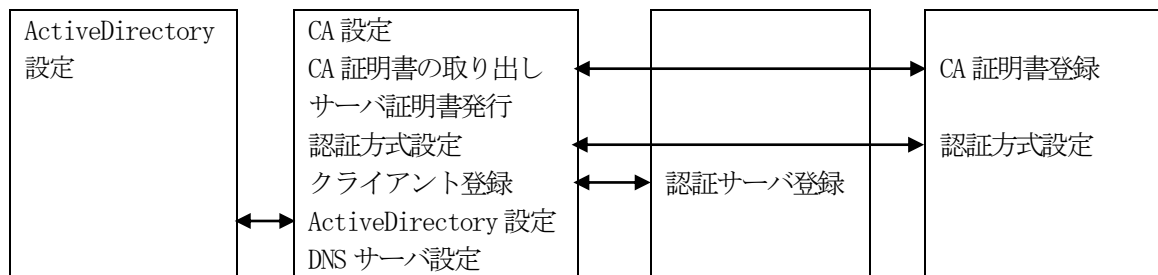 ActiveDirectory
設定
CA 設定
CA 証明書の取り出し
サーバ証明書発行
認証方式設定
クライアント登録
ActiveDirectory 設定
DNS サーバ設定
認証サーバ登録
CA 証明書登録
認証方式設定